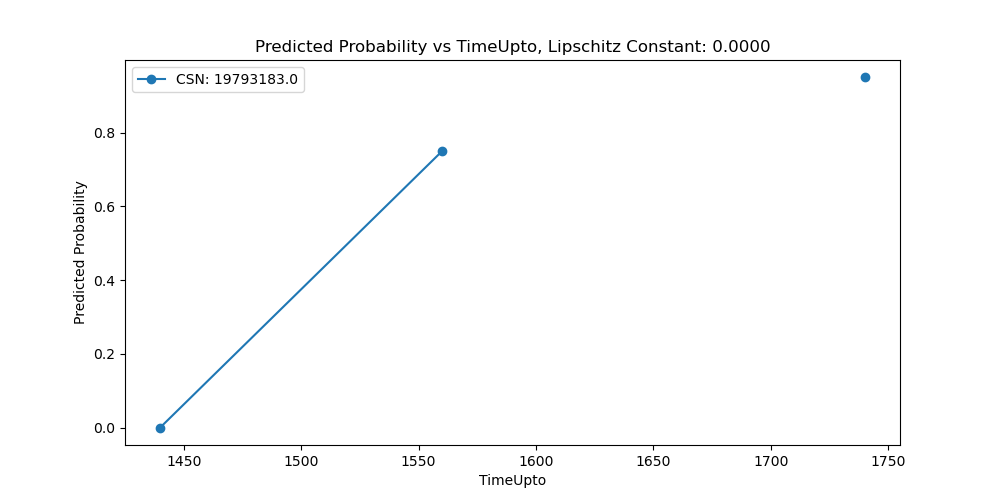 Predicted Probability vs TimeUpto, Lipschitz Constant: 0.0000
CSN: 19793183.0
0.8
0.6
0.4
0.2
0.0
Predicted Probability
1450 1500 1550 1600 1650 1700 1750
TimeUpto